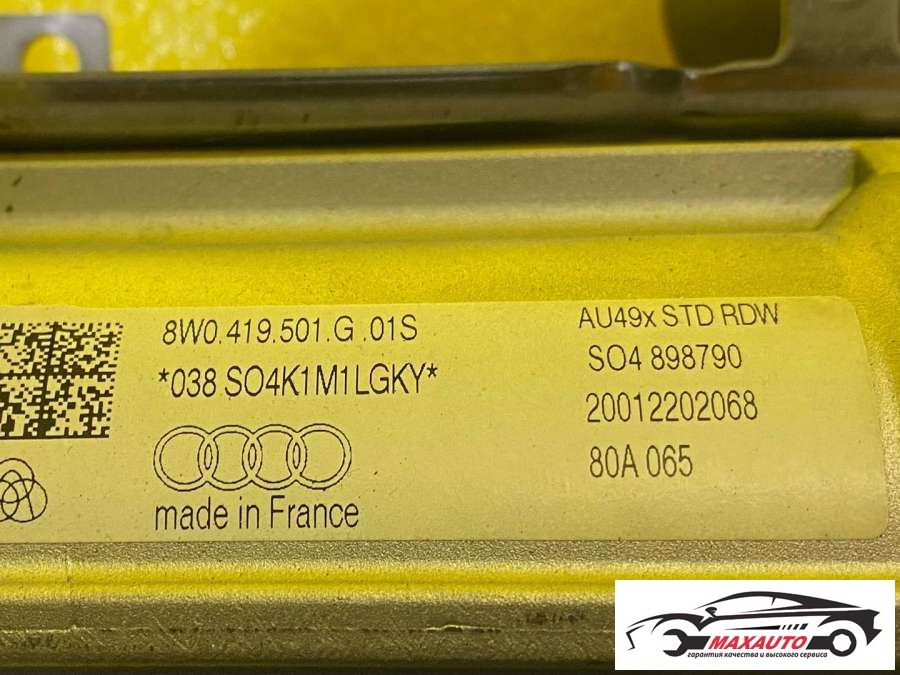 8W0.419.501.G .01S
*038 SO4K1M1LGKY*
made in France
AU49x STD RDW
SO4 898790
20012202068
80A 065
MAXAUTO
гарантия качества и высокого сервиса